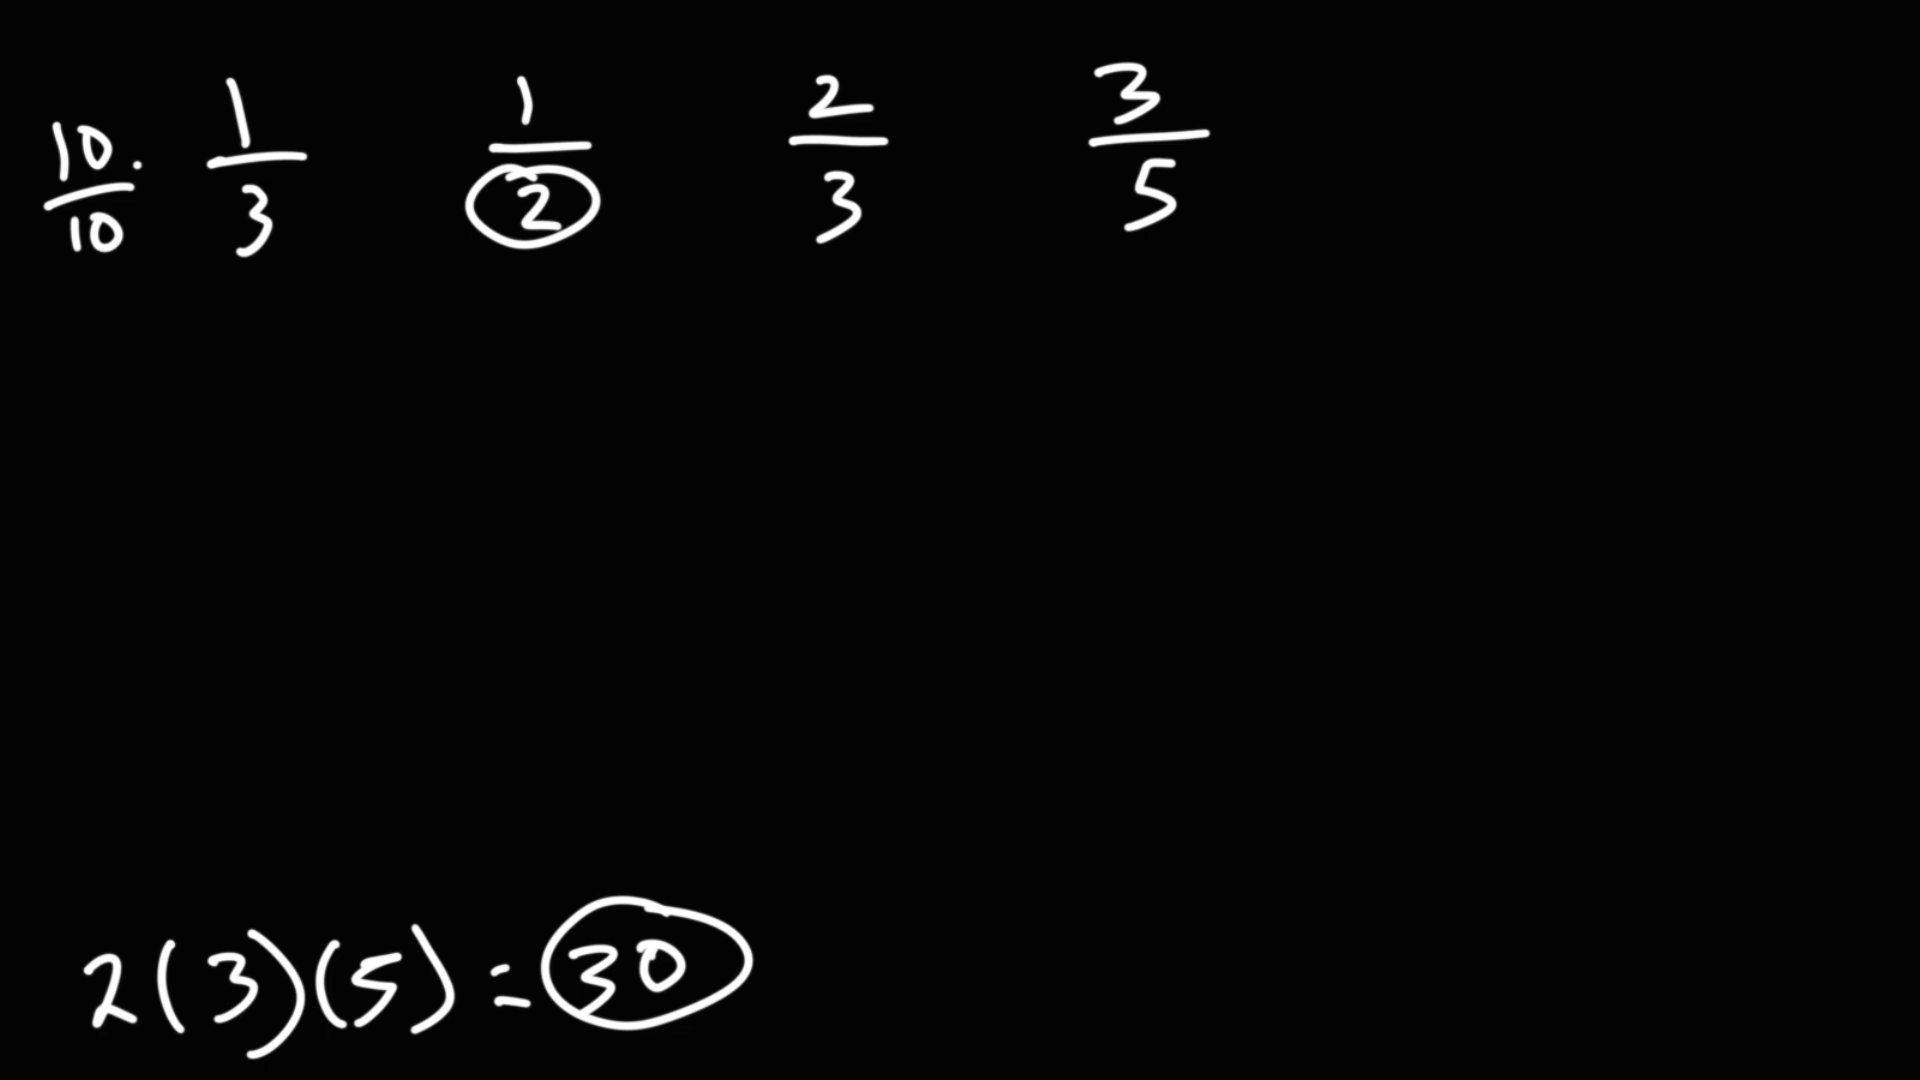 10/10 · 1/3 1/2 2/3 3/5
2(3)(5) = 30